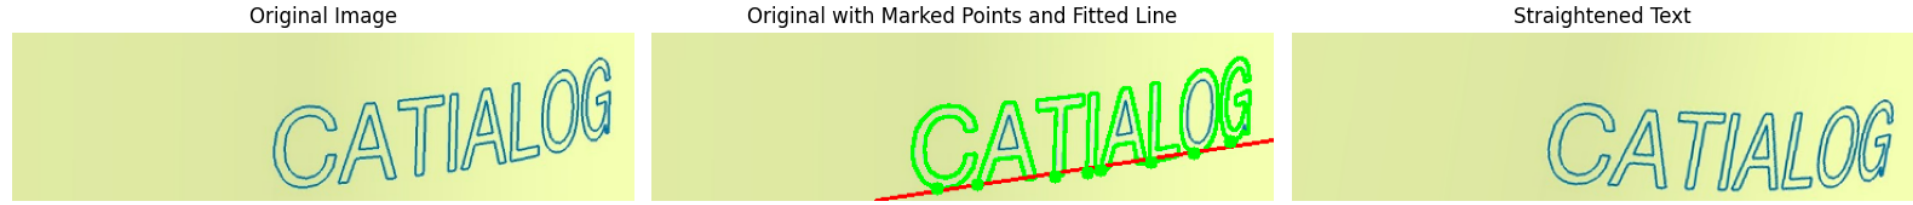 Original Image
Original with Marked Points and Fitted Line
Straightened Text
CATIALOG
CATIALOG
CATIALOG